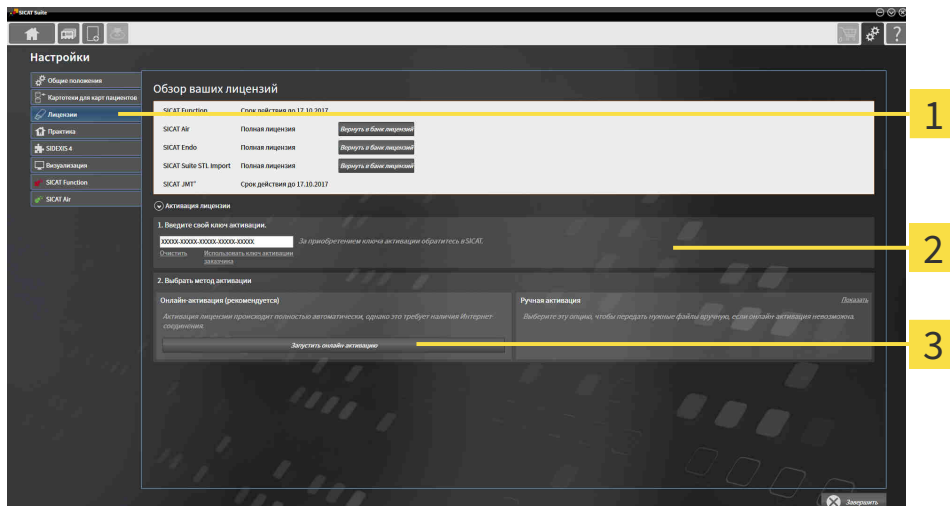 SICAT Suite
Настройки
Общие положения
Картотеки для карт пациентов
Лицензии
Практика
SIDEXIS 4
Визуализация
SICAT Function
SICAT Air
Обзор ваших лицензий
SICAT Function Срок действия до 17.10.2017
SICAT Air Полная лицензия Вернуть в банк лицензий
SICAT Endo Полная лицензия Вернуть в банк лицензий
SICAT Suite STL Import Полная лицензия Вернуть в банк лицензий
SICAT JMT⁺ Срок действия до 17.10.2017
Активация лицензии
1. Введите свой ключ активации.
XXXXX-XXXXX-XXXXX-XXXXX-XXXXX За приобретением ключа активации обратитесь в SICAT.
Очистить Использовать ключ активации
заказчика
2. Выбрать метод активации
Онлайн-активация (рекомендуется)
Активация лицензии происходит полностью автоматически, однако это требует наличия Интернет
соединения.
Запустить онлайн активацию
Ручная активация Показать
Выберите эту опцию, чтобы передать нужные файлы вручную, если онлайн активация невозможна.
Завершить
?
1
2
3